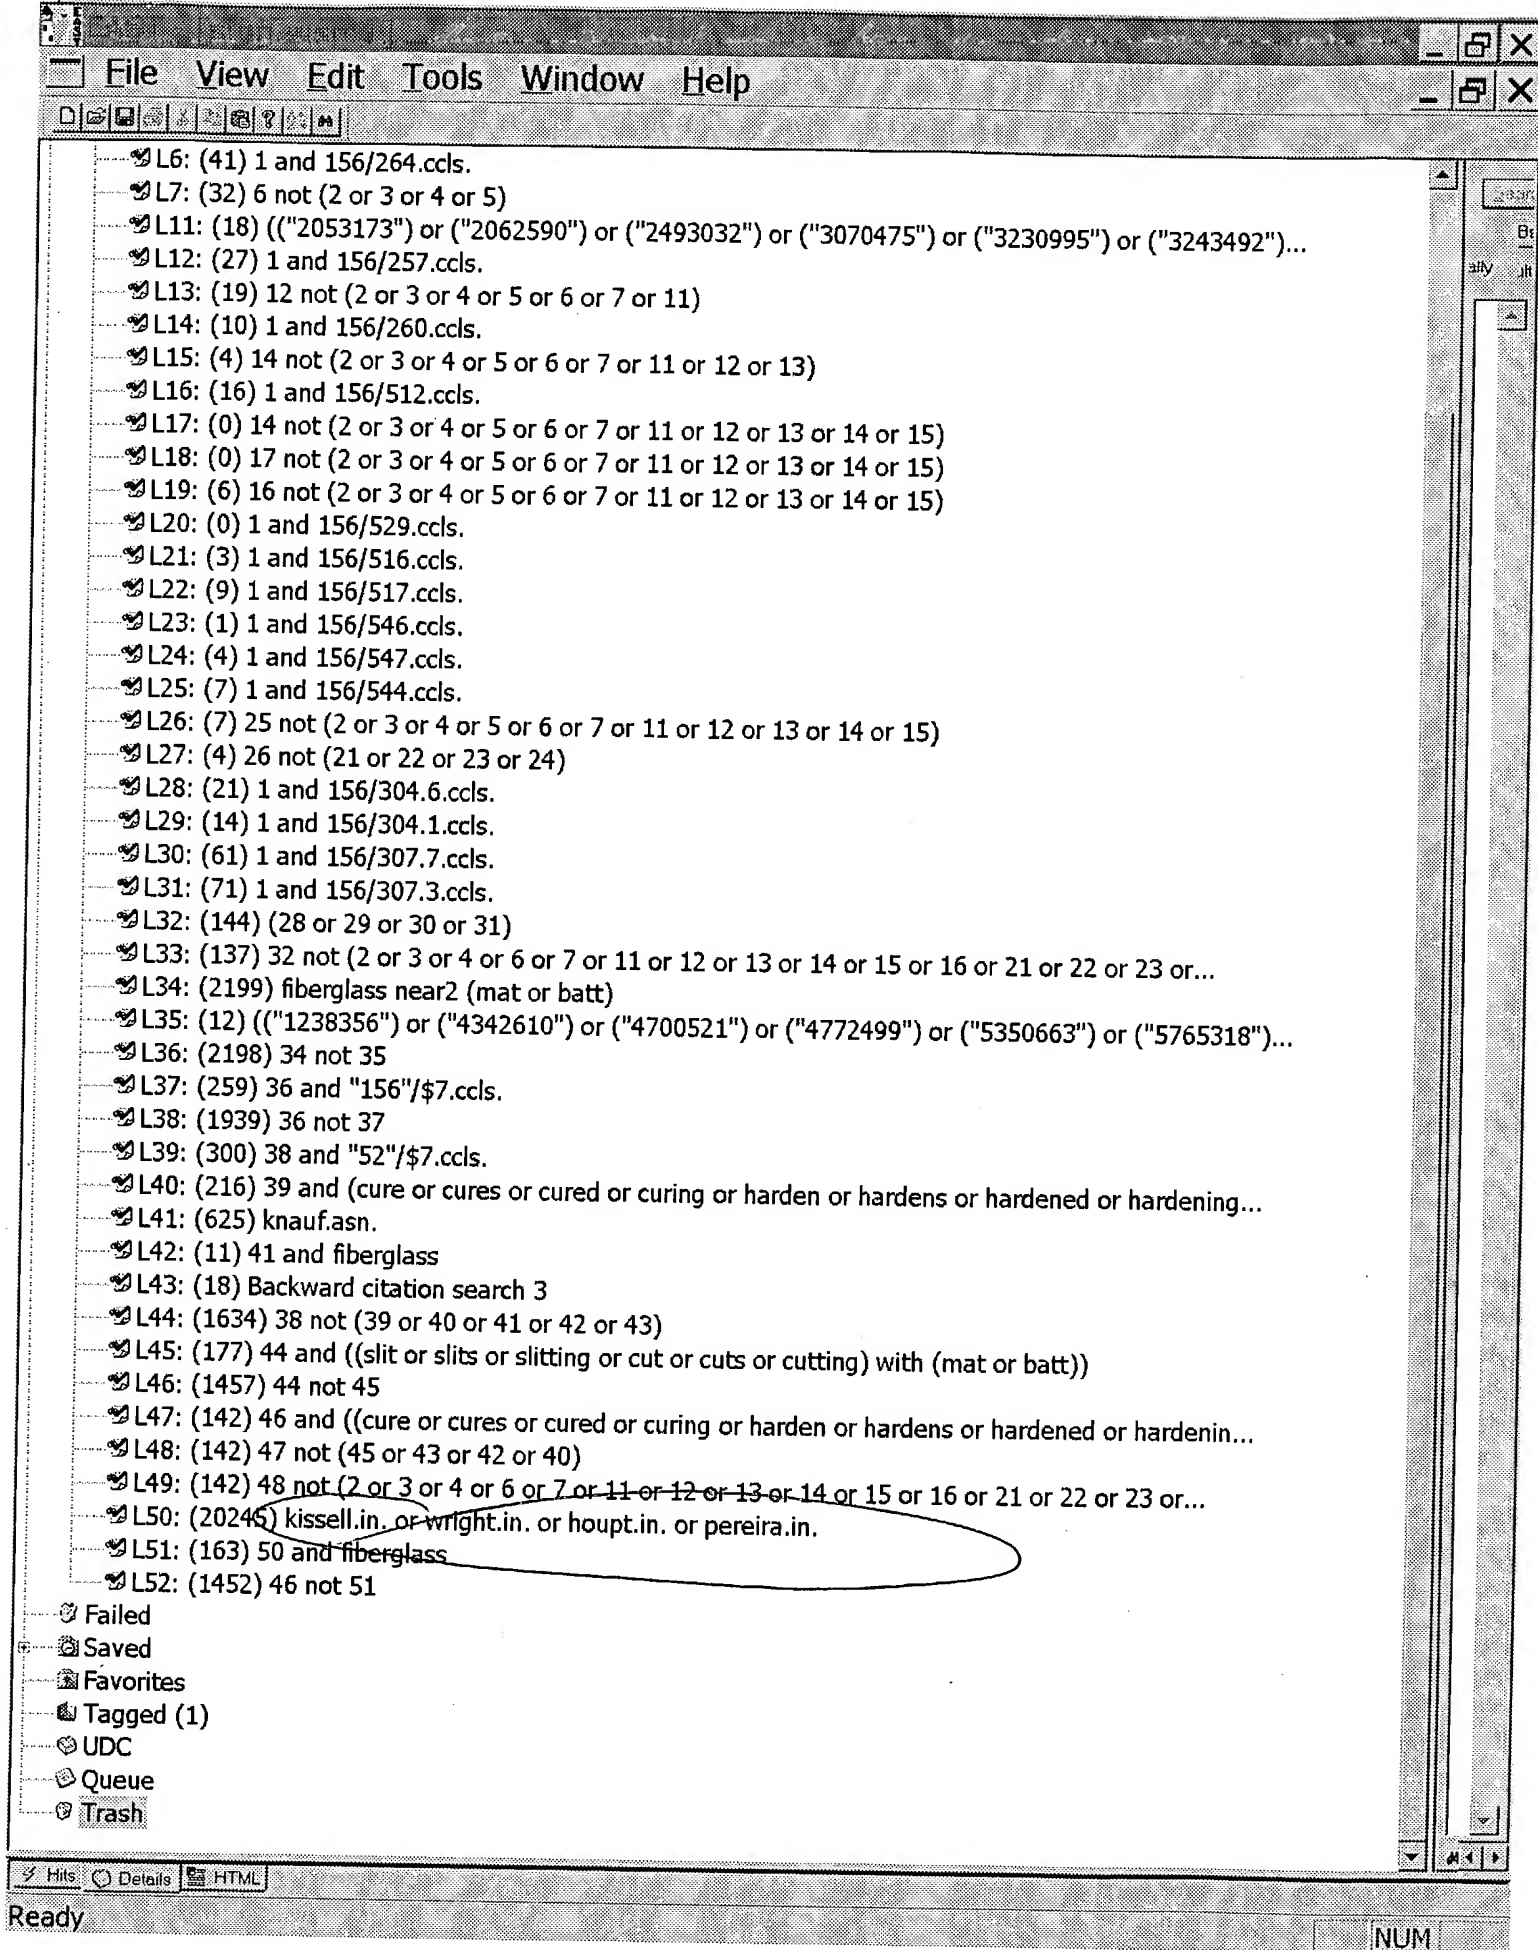 File View Edit Tools Window Help
L6: (41) 1 and 156/264.ccls.
L7: (32) 6 not (2 or 3 or 4 or 5)
L11: (18) (("2053173") or ("2062590") or ("2493032") or ("3070475") or ("3230995") or ("3243492")...
L12: (27) 1 and 156/257.ccls.
L13: (19) 12 not (2 or 3 or 4 or 5 or 6 or 7 or 11)
L14: (10) 1 and 156/260.ccls.
L15: (4) 14 not (2 or 3 or 4 or 5 or 6 or 7 or 11 or 12 or 13)
L16: (16) 1 and 156/512.ccls.
L17: (0) 14 not (2 or 3 or 4 or 5 or 6 or 7 or 11 or 12 or 13 or 14 or 15)
L18: (0) 17 not (2 or 3 or 4 or 5 or 6 or 7 or 11 or 12 or 13 or 14 or 15)
L19: (6) 16 not (2 or 3 or 4 or 5 or 6 or 7 or 11 or 12 or 13 or 14 or 15)
L20: (0) 1 and 156/529.ccls.
L21: (3) 1 and 156/516.ccls.
L22: (9) 1 and 156/517.ccls.
L23: (1) 1 and 156/546.ccls.
L24: (4) 1 and 156/547.ccls.
L25: (7) 1 and 156/544.ccls.
L26: (7) 25 not (2 or 3 or 4 or 5 or 6 or 7 or 11 or 12 or 13 or 14 or 15)
L27: (4) 26 not (21 or 22 or 23 or 24)
L28: (21) 1 and 156/304.6.ccls.
L29: (14) 1 and 156/304.1.ccls.
L30: (61) 1 and 156/307.7.ccls.
L31: (71) 1 and 156/307.3.ccls.
L32: (144) (28 or 29 or 30 or 31)
L33: (137) 32 not (2 or 3 or 4 or 6 or 7 or 11 or 12 or 13 or 14 or 15 or 16 or 21 or 22 or 23 or...
L34: (2199) fiberglass near2 (mat or batt)
L35: (12) (("1238356") or ("4342610") or ("4700521") or ("4772499") or ("5350663") or ("5765318")...
L36: (2198) 34 not 35
L37: (259) 36 and "156"/$7.ccls.
L38: (1939) 36 not 37
L39: (300) 38 and "52"/$7.ccls.
L40: (216) 39 and (cure or cures or cured or curing or harden or hardens or hardened or hardening...
L41: (625) knauf.asn.
L42: (11) 41 and fiberglass
L43: (18) Backward citation search 3
L44: (1634) 38 not (39 or 40 or 41 or 42 or 43)
L45: (177) 44 and ((slit or slits or slitting or cut or cuts or cutting) with (mat or batt))
L46: (1457) 44 not 45
L47: (142) 46 and ((cure or cures or cured or curing or harden or hardens or hardened or hardenin...
L48: (142) 47 not (45 or 43 or 42 or 40)
L49: (142) 48 not (2 or 3 or 4 or 6 or 7 or 11 or 12 or 13 or 14 or 15 or 16 or 21 or 22 or 23 or...
L50: (20245) kissell.in. or wright.in. or houpt.in. or pereira.in.
L51: (163) 50 and fiberglass
L52: (1452) 46 not 51
Failed
Saved
Favorites
Tagged (1)
UDC
Queue
Trash
Hits Details HTML
Ready
NUM